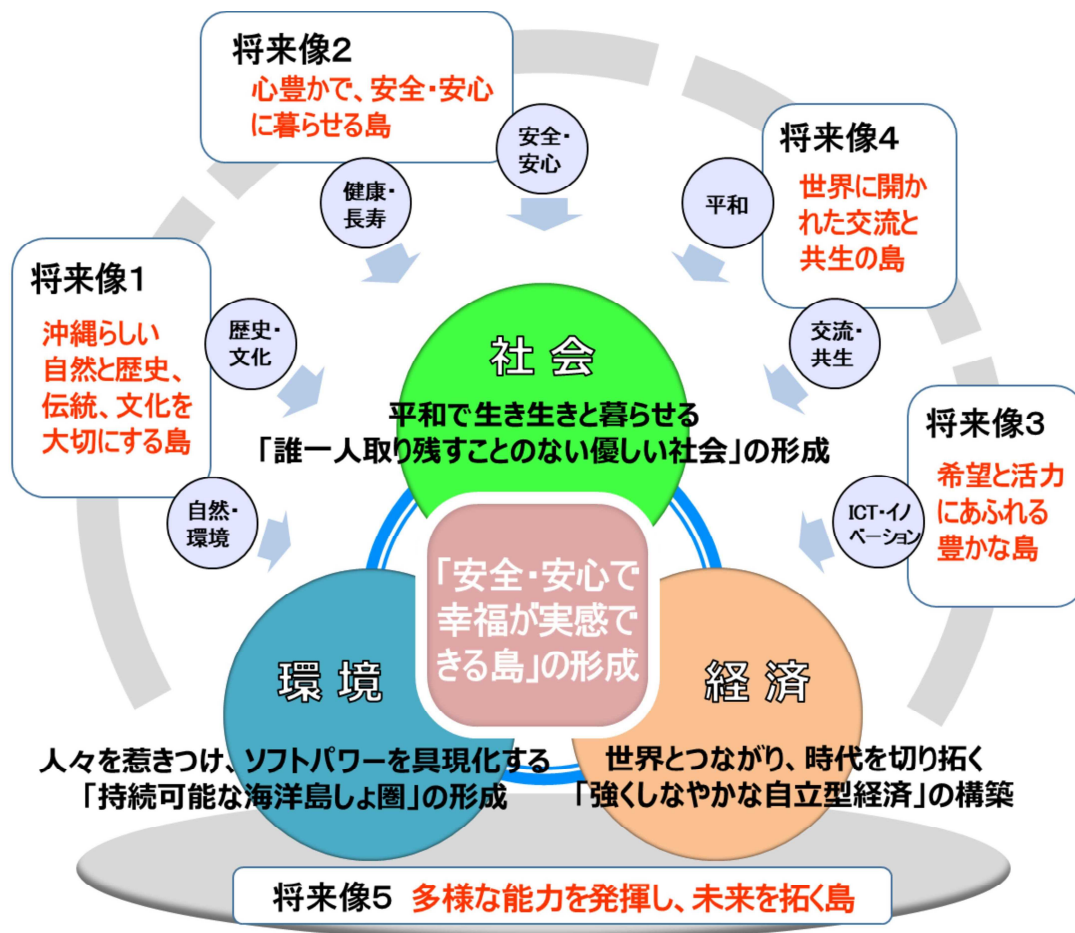 将来像2
心豊かで、安全・安心
に暮らせる島
安全・
安心
健康・
長寿
将来像4
世界に開か
れた交流と
共生の島
平和
将来像1
沖縄らしい
自然と歴史、
伝統、文化を
大切にする島
歴史・
文化
交流・
共生
自然・
環境
将来像3
希望と活力
にあふれる
豊かな島
ICT・イノ
ベーション
社会
平和で生き生きと暮らせる
「誰一人取り残すことのない優しい社会」の形成
「安全・安心で
幸福が実感で
きる島」の形成
環境
人々を惹きつけ、ソフトパワーを具現化する
「持続可能な海洋島しょ圏」の形成
経済
世界とつながり、時代を切り拓く
「強くしなやかな自立型経済」の構築
将来像5 多様な能力を発揮し、未来を拓く島